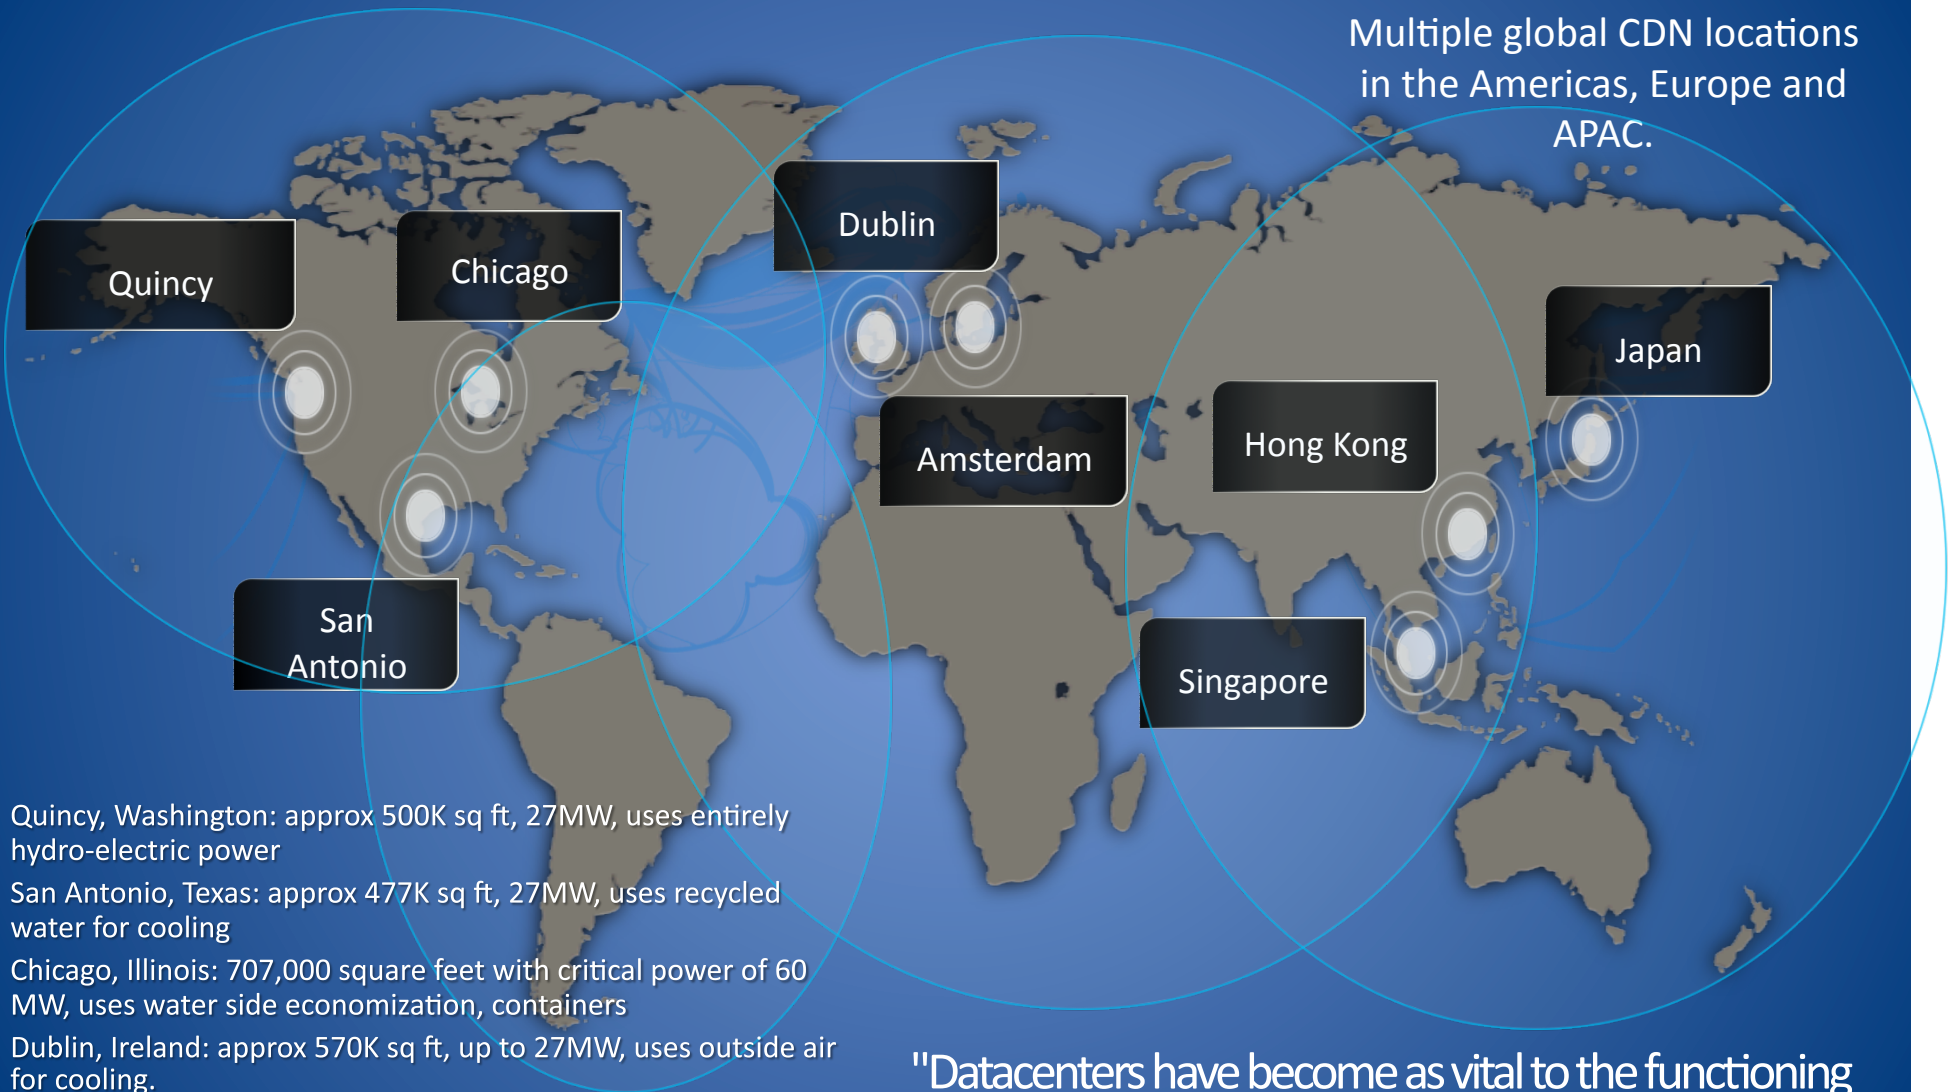 Multiple global CDN locations
in the Americas, Europe and
APAC.
Dublin
Quincy
Chicago
Japan
Amsterdam
Hong Kong
San
Antonio
Singapore
Quincy, Washington: approx 500K sq ft, 27MW, uses entirely
hydro-electric power
San Antonio, Texas: approx 477K sq ft, 27MW, uses recycled
water for cooling
Chicago, Illinois: 707,000 square feet with critical power of 60
MW, uses water side economization, containers
Dublin, Ireland: approx 570K sq ft, up to 27MW, uses outside air
for cooling.
"Datacenters have become as vital to the functioning